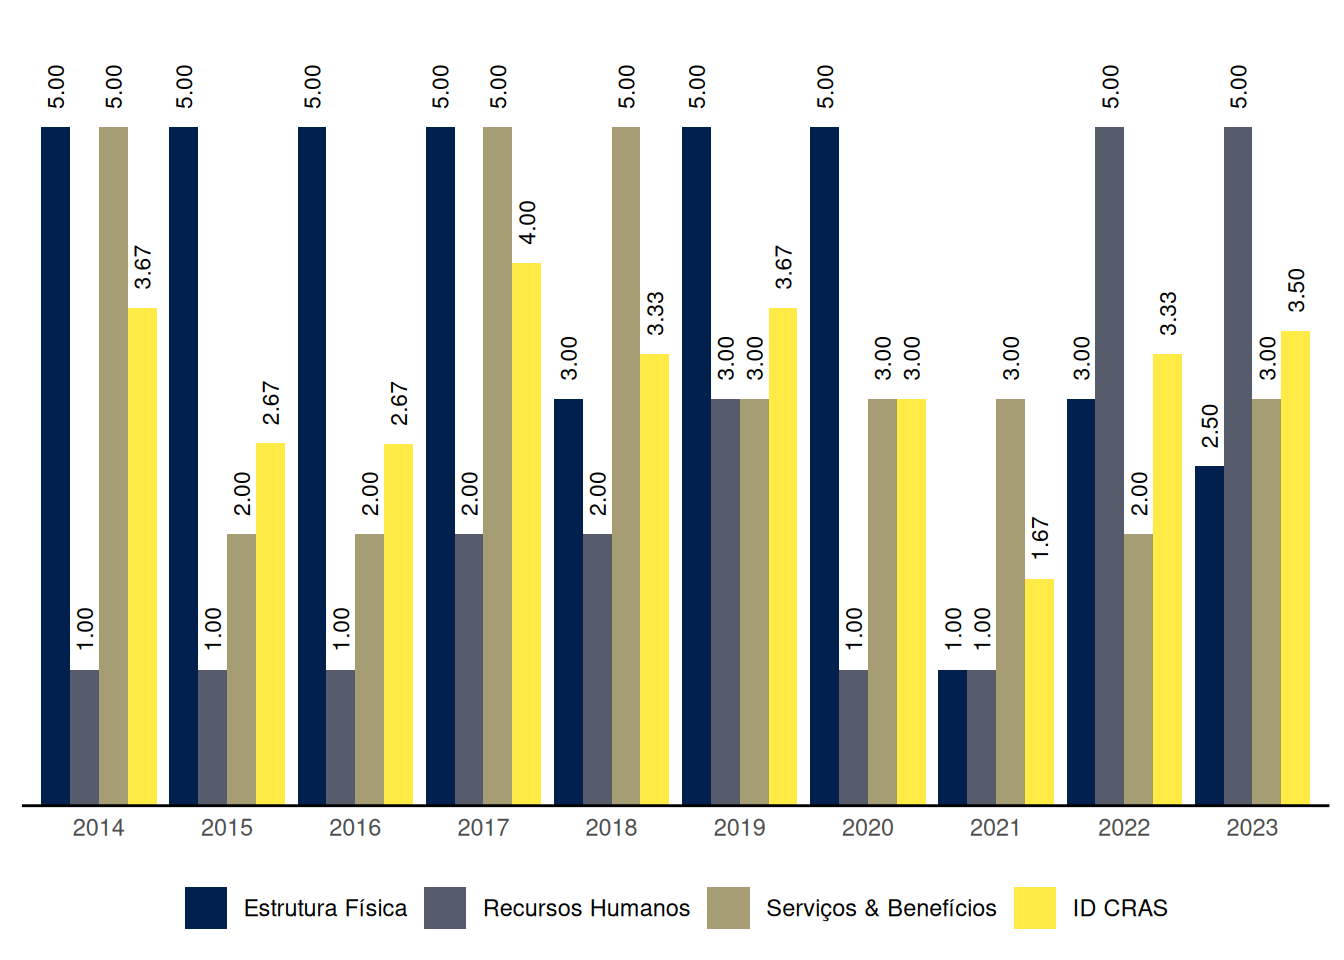 5.00 5.00 5.00 5.00 5.00 5.00 5.00 5.00 5.00 5.00 5.00
4.00
3.67 3.67
3.33 3.33 3.50
3.00 3.00 3.00 3.00 3.00 3.00 3.00 3.00
2.67 2.67 2.50
2.00 2.00 2.00 2.00 2.00
1.67
1.00 1.00 1.00 1.00 1.00 1.00
2014 2015 2016 2017 2018 2019 2020 2021 2022 2023
Estrutura Física Recursos Humanos Serviços & Benefícios ID CRAS